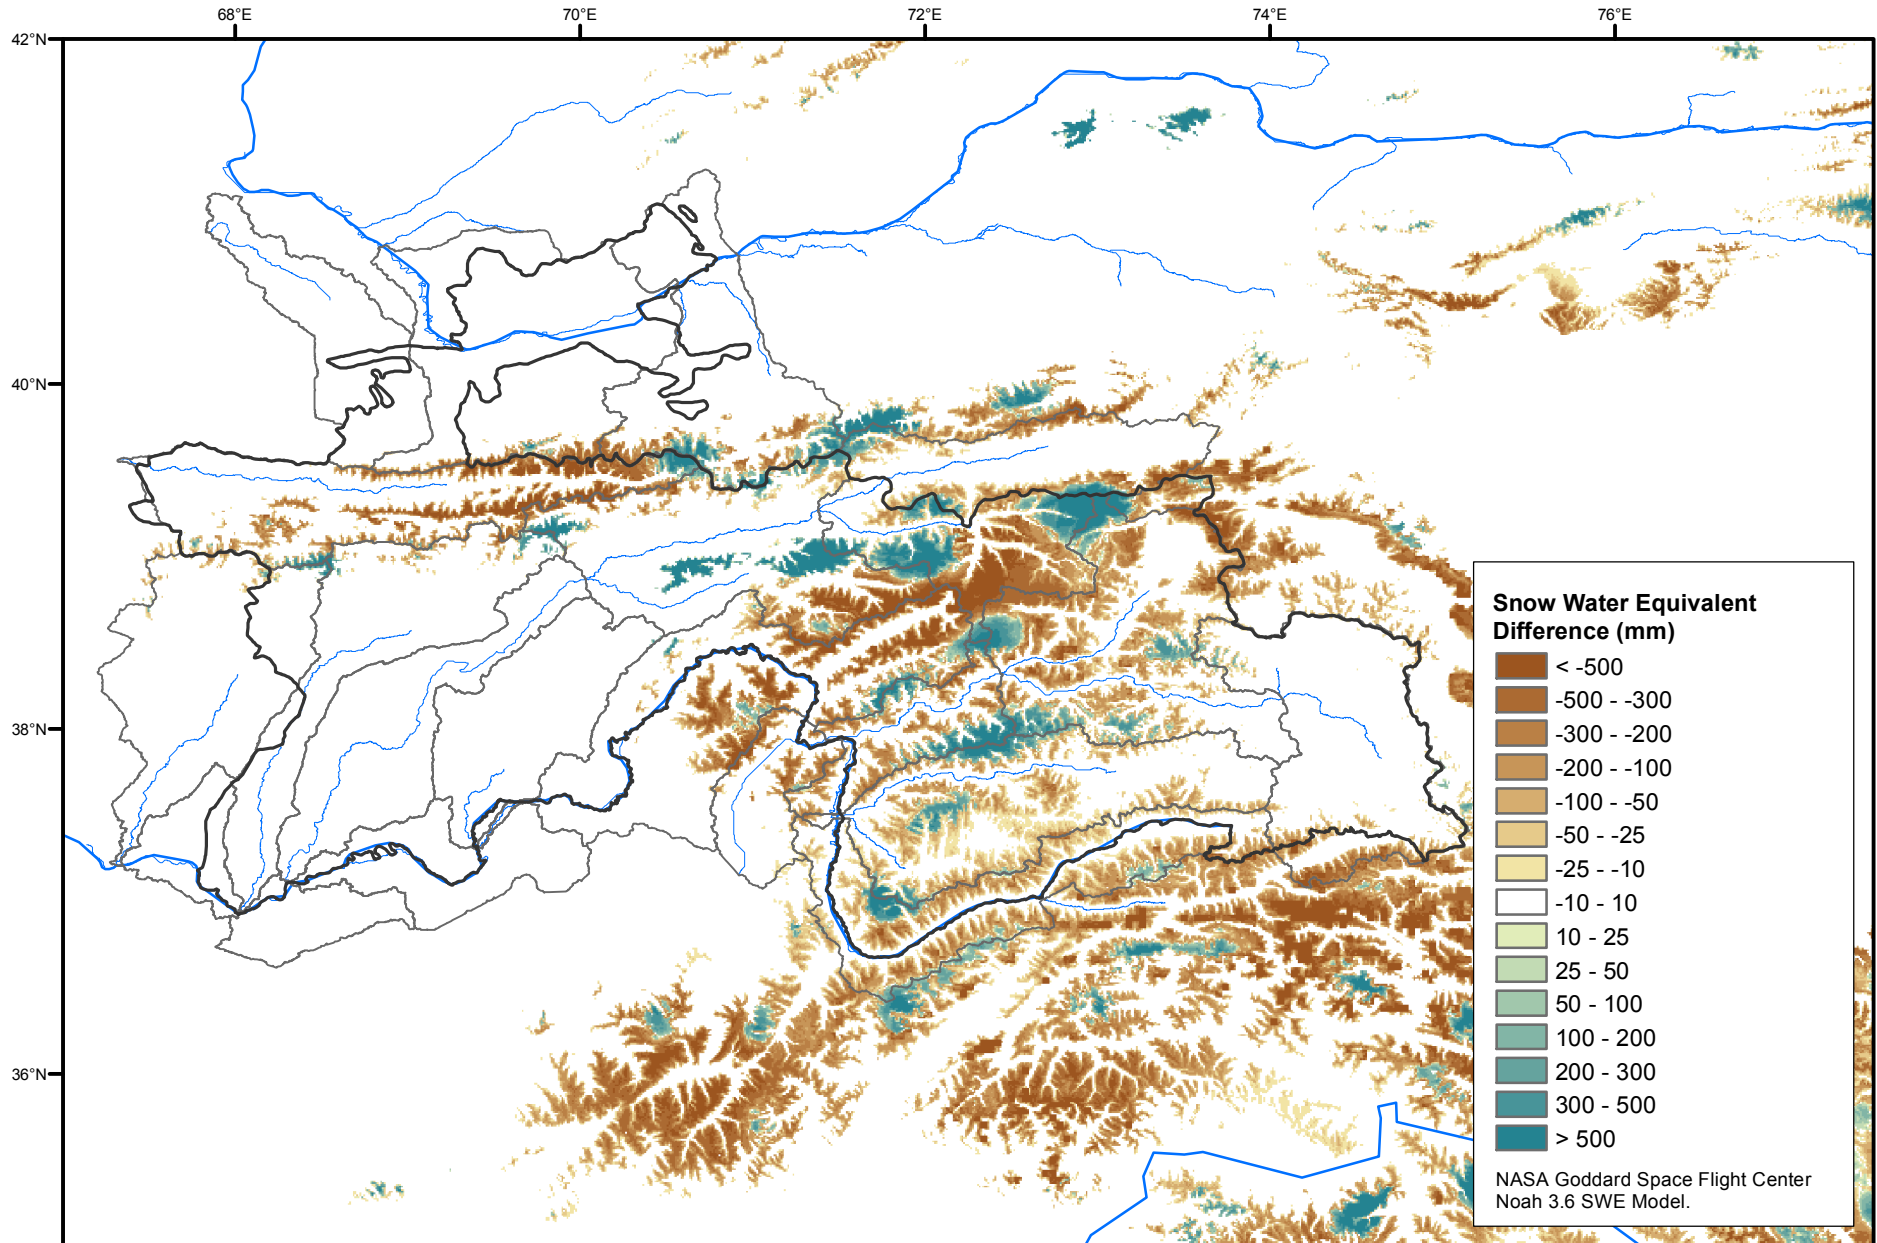 68°E
70°E
72°E
74°E
76°E
42°N
40°N
38°N
36°N
Snow Water Equivalent
Difference (mm)
< -500
-500 - -300
-300 - -200
-200 - -100
-100 - -50
-50 - -25
-25 - -10
-10 - 10
10 - 25
25 - 50
50 - 100
100 - 200
200 - 300
300 - 500
> 500
NASA Goddard Space Flight Center
Noah 3.6 SWE Model.